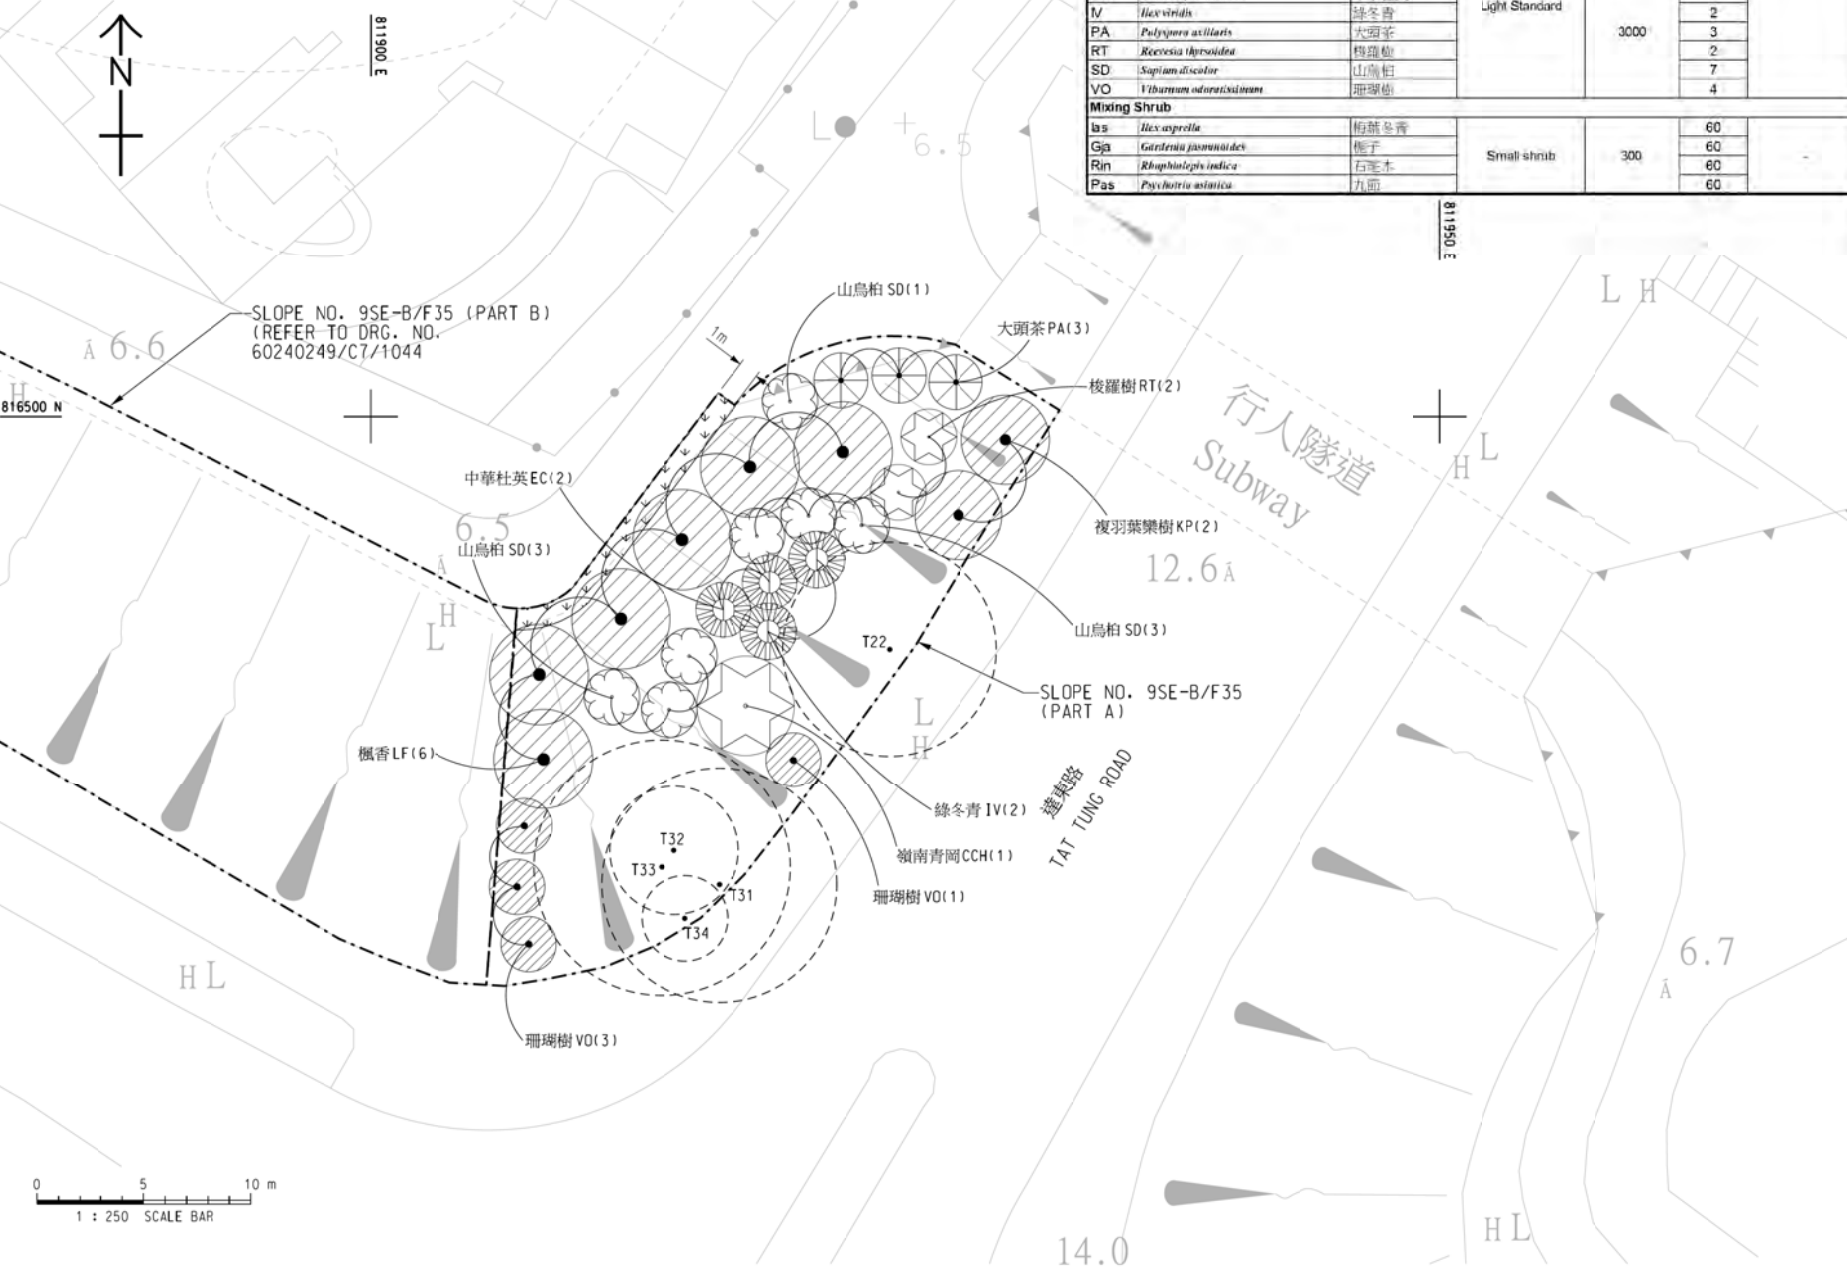 N
811900 E
Light Standard
IV Ilex viridis 綠冬青 2
PA Polyspora axillaris 大頭茶 3000 3
RT Reevesia thyrsoidea 梭羅樹 2
SD Sapium discolor 山烏柏 7
VO Viburnum odoratissimum 珊瑚樹 4
Mixing Shrub
Ias Ilex asprella 梅葉冬青 60
Gja Gardenia jasminoides 梔子 60
Small shrub 300 -
Rin Rhaphiolepis indica 60
Pas Psychotria asiatica 九節 60
811950 E
L
6.5
L H
山烏柏 SD(1)
SLOPE NO. 9SE-B/F35 (PART B)
(REFER TO DRG. NO.
60240249/C7/1044
6.6
1m
大頭茶 PA(3)
梭羅樹 RT(2)
H
816500 N
行人隧道
Subway
L
H
中華杜英 EC(2)
6.5
山烏柏 SD(3)
複羽葉欒樹 KP(2)
12.6
H
L
山烏柏 SD(3)
T22
SLOPE NO. 9SE-B/F35
(PART A)
L
H
楓香 LF(6)
達東路
TAT TUNG ROAD
綠冬青 IV(2)
T32
嶺南青岡 CCH(1)
T33
T31
珊瑚樹 VO(1)
T34
6.7
H L
珊瑚樹 VO(3)
0 5 10 m
1 : 250 SCALE BAR
H L
14.0